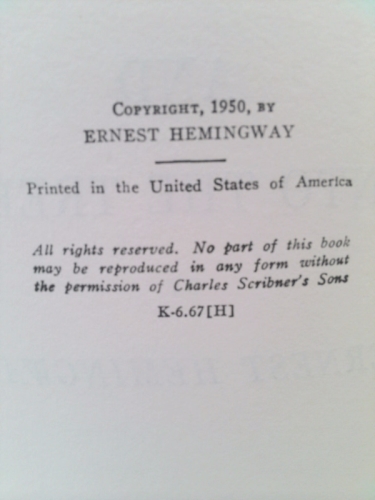 COPYRIGHT, 1950, BY
ERNEST HEMINGWAY
Printed in the United States of America
All rights reserved. No part of this book
may be reproduced in any form without
the permission of Charles Scribner's Sons
K-6.67[H]